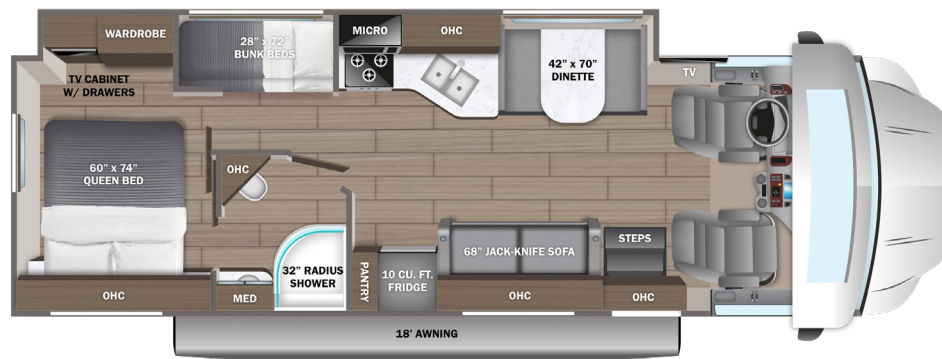 WARDROBE
TV CABINET
W/ DRAWERS
28" x 72"
BUNK BEDS
MICRO
OHC
42" x 70"
DINETTE
TV
60" x 74"
QUEEN BED
OHC
32" RADIUS
SHOWER
68" JACK-KNIFE SOFA
STEPS
PANTRY
10 CU. FT.
FRIDGE
OHC
MED
OHC
OHC
18' AWNING